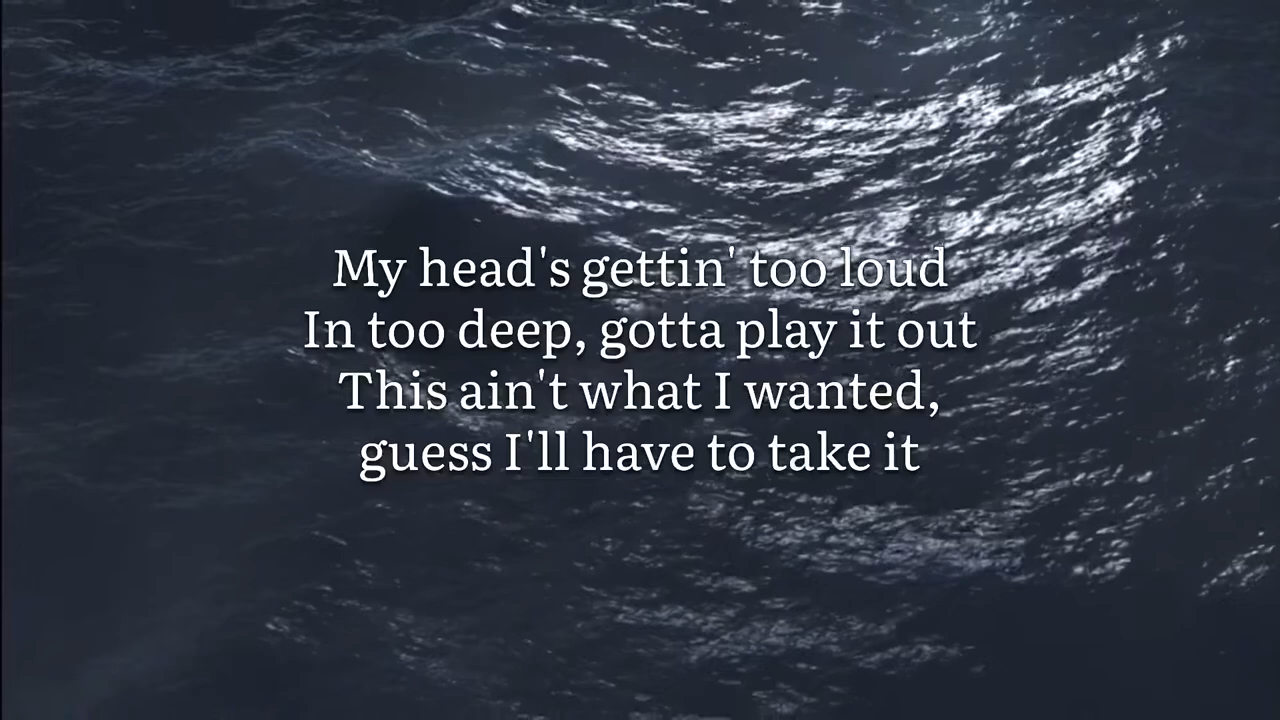 My head's gettin' too loud
In too deep, gotta play it out
This ain't what I wanted,
guess I'll have to take it